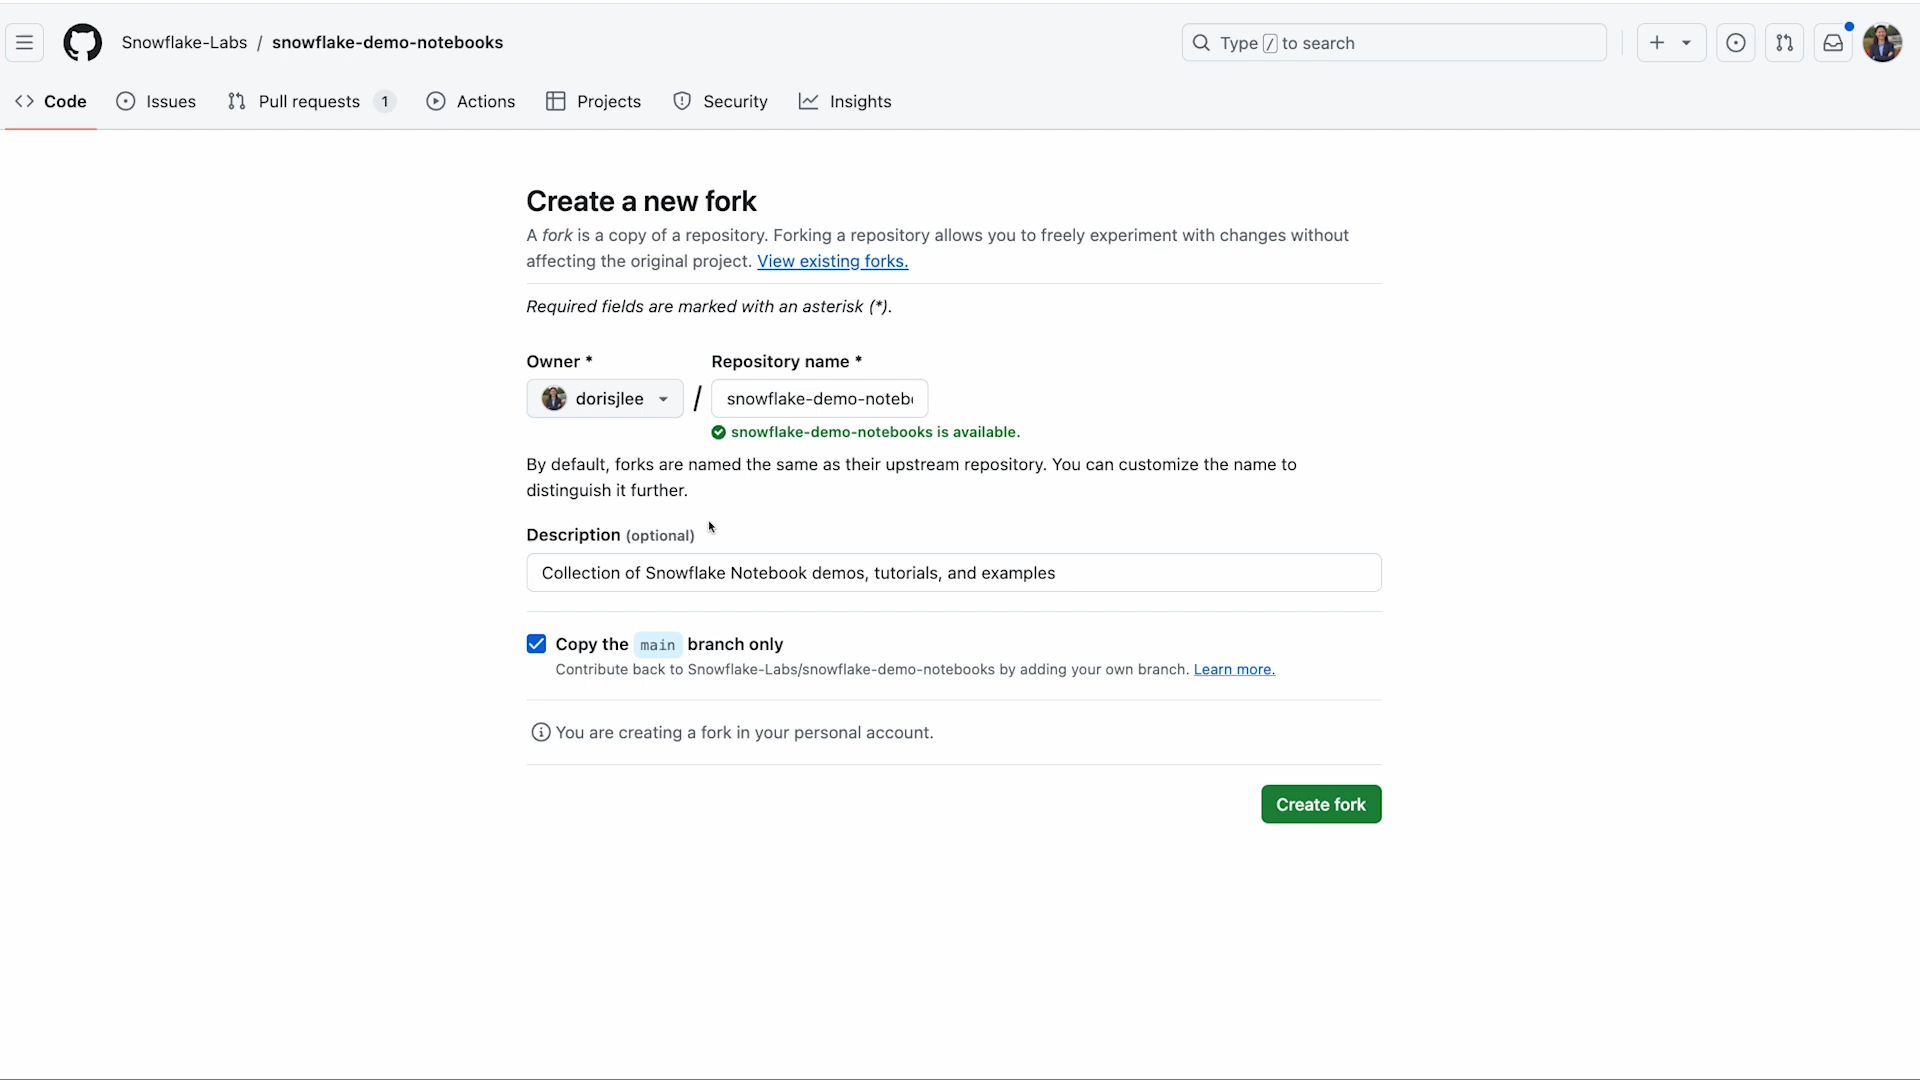 Snowflake-Labs / snowflake-demo-notebooks
Type / to search
Code Issues Pull requests 1 Actions Projects Security Insights
Create a new fork
A fork is a copy of a repository. Forking a repository allows you to freely experiment with changes without
affecting the original project. View existing forks.
Required fields are marked with an asterisk (*).
Owner * Repository name *
dorisjlee / snowflake-demo-noteb
snowflake-demo-notebooks is available.
By default, forks are named the same as their upstream repository. You can customize the name to
distinguish it further.
Description (optional)
Collection of Snowflake Notebook demos, tutorials, and examples
Copy the main branch only
Contribute back to Snowflake-Labs/snowflake-demo-notebooks by adding your own branch. Learn more.
You are creating a fork in your personal account.
Create fork